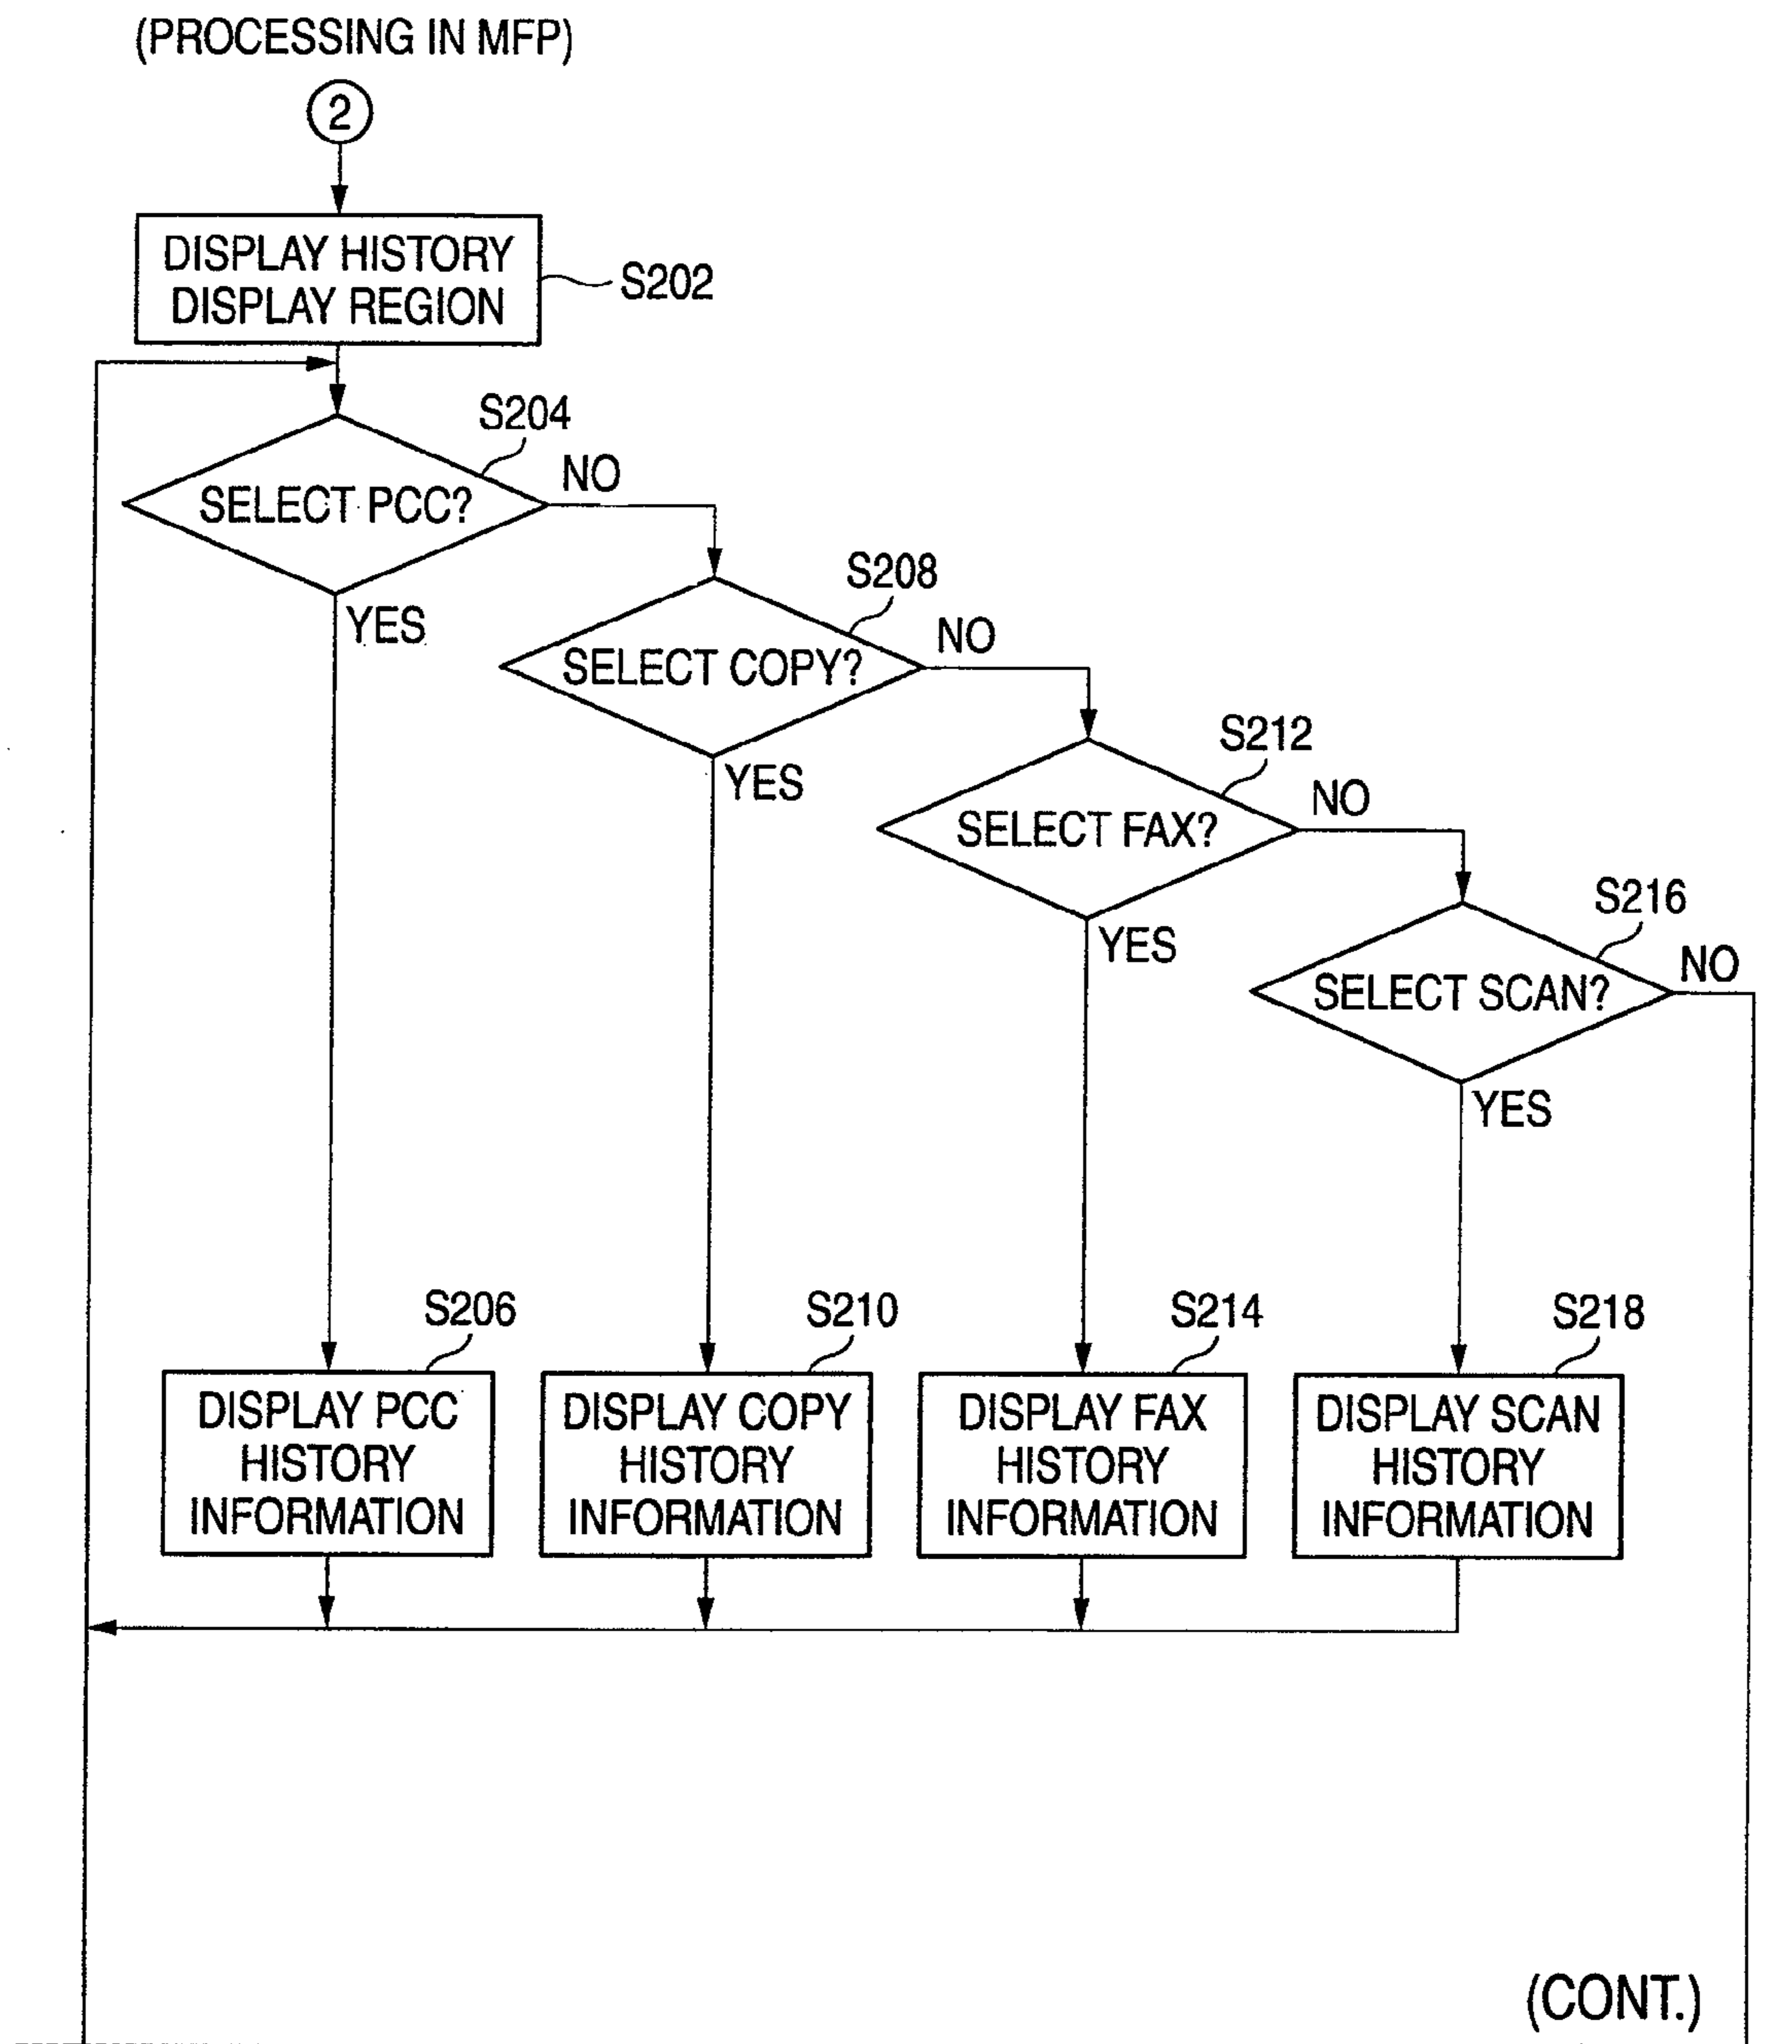 (PROCESSING IN MFP)
2
DISPLAY HISTORY
DISPLAY REGION
S202
S204
SELECT PCC?
NO
YES
S208
SELECT COPY?
NO
YES
S212
SELECT FAX?
NO
YES
S216
SELECT SCAN?
NO
YES
S206
DISPLAY PCC
HISTORY
INFORMATION
S210
DISPLAY COPY
HISTORY
INFORMATION
S214
DISPLAY FAX
HISTORY
INFORMATION
S218
DISPLAY SCAN
HISTORY
INFORMATION
(CONT.)